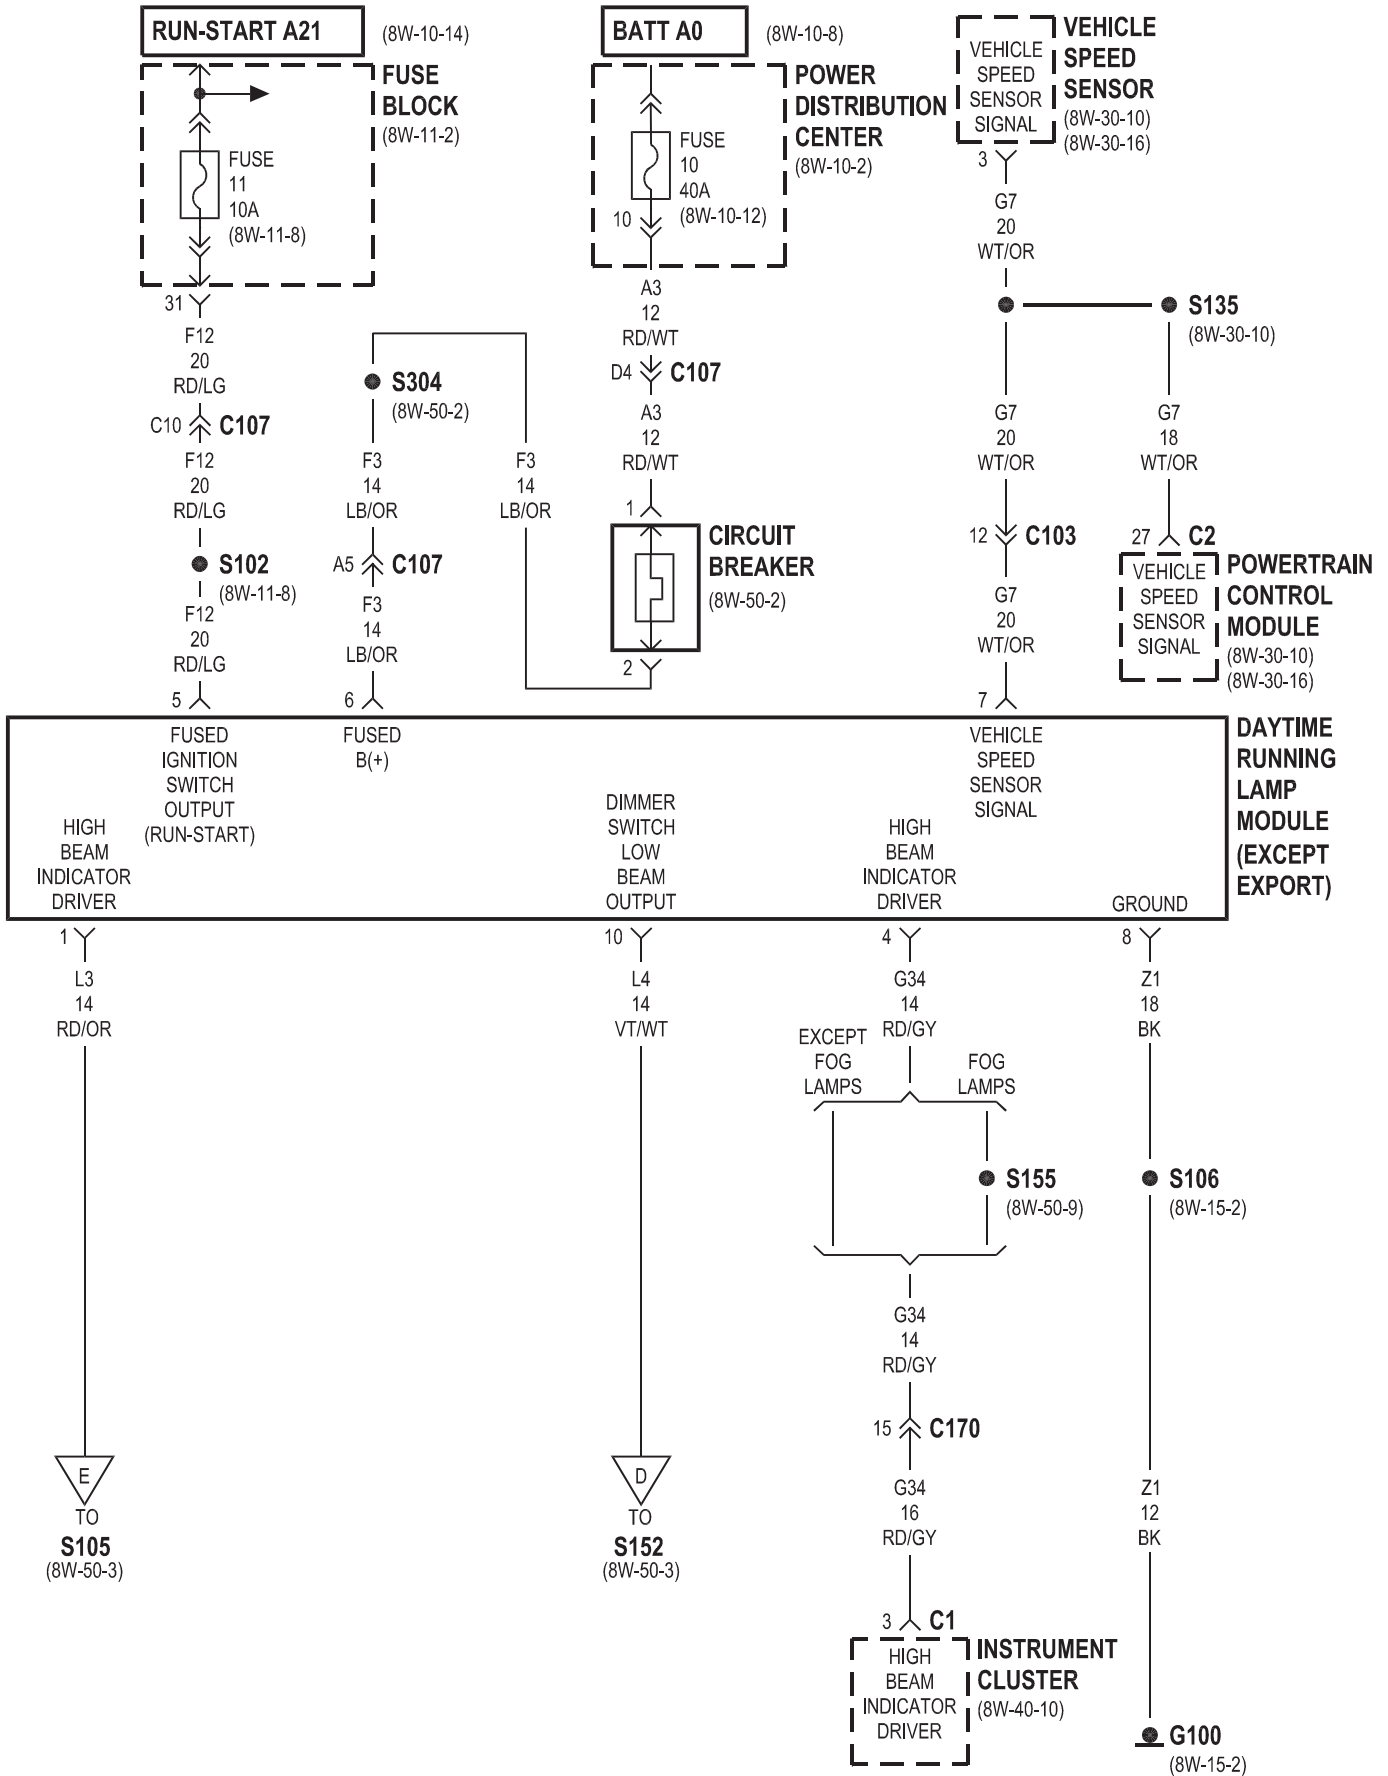 RUN-START A21
(8W-10-14)
FUSE
BLOCK
(8W-11-2)
FUSE
11
10A
(8W-11-8)
31
F12
20
RD/LG
C10
C107
F12
20
RD/LG
S102
(8W-11-8)
F12
20
RD/LG
5
S304
(8W-50-2)
F3
14
LB/OR
A5
C107
F3
14
LB/OR
6
F3
14
LB/OR
BATT A0
(8W-10-8)
POWER
DISTRIBUTION
CENTER
(8W-10-2)
FUSE
10
40A
(8W-10-12)
10
A3
12
RD/WT
D4
C107
A3
12
RD/WT
1
CIRCUIT
BREAKER
(8W-50-2)
2
VEHICLE
SPEED
SENSOR
SIGNAL
VEHICLE
SPEED
SENSOR
(8W-30-10)
(8W-30-16)
3
G7
20
WT/OR
S135
(8W-30-10)
G7
20
WT/OR
12
C103
G7
20
WT/OR
7
G7
18
WT/OR
27
C2
VEHICLE
SPEED
SENSOR
SIGNAL
POWERTRAIN
CONTROL
MODULE
(8W-30-10)
(8W-30-16)
FUSED
IGNITION
SWITCH
OUTPUT
(RUN-START)
FUSED
B(+)
VEHICLE
SPEED
SENSOR
SIGNAL
DAYTIME
RUNNING
LAMP
MODULE
(EXCEPT
EXPORT)
HIGH
BEAM
INDICATOR
DRIVER
DIMMER
SWITCH
LOW
BEAM
OUTPUT
HIGH
BEAM
INDICATOR
DRIVER
GROUND
1
L3
14
RD/OR
E
TO
S105
(8W-50-3)
10
L4
14
VT/WT
D
TO
S152
(8W-50-3)
4
G34
14
RD/GY
EXCEPT
FOG
LAMPS
FOG
LAMPS
S155
(8W-50-9)
G34
14
RD/GY
15
C170
G34
16
RD/GY
3
C1
HIGH
BEAM
INDICATOR
DRIVER
INSTRUMENT
CLUSTER
(8W-40-10)
8
Z1
18
BK
S106
(8W-15-2)
Z1
12
BK
G100
(8W-15-2)